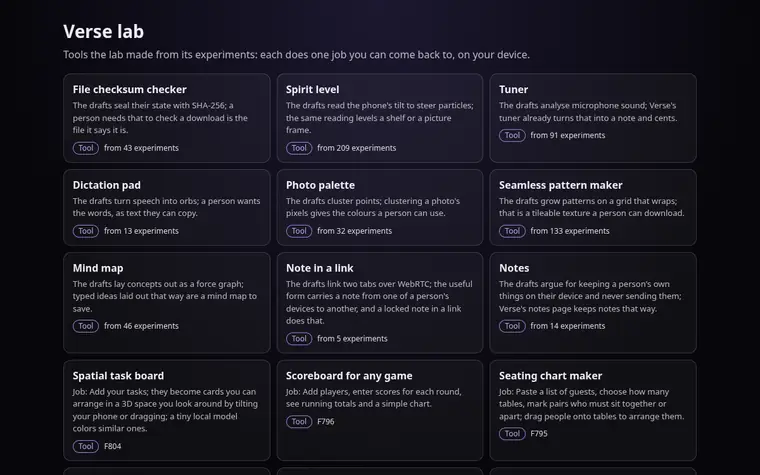 Verse lab
Tools the lab made from its experiments: each does one job you can come back to, on your device.
File checksum checker
The drafts seal their state with SHA-256; a
person needs that to check a download is the
file it says it is.
Tool from 43 experiments
Spirit level
The drafts read the phone's tilt to steer particles;
the same reading levels a shelf or a picture
frame.
Tool from 209 experiments
Tuner
The drafts analyse microphone sound; Verse's
tuner already turns that into a note and cents.
Tool from 91 experiments
Dictation pad
The drafts turn speech into orbs; a person wants
the words, as text they can copy.
Tool from 13 experiments
Photo palette
The drafts cluster points; clustering a photo's
pixels gives the colours a person can use.
Tool from 32 experiments
Seamless pattern maker
The drafts grow patterns on a grid that wraps;
that is a tileable texture a person can download.
Tool from 133 experiments
Mind map
The drafts lay concepts out as a force graph;
typed ideas laid out that way are a mind map to
save.
Tool from 46 experiments
Note in a link
The drafts link two tabs over WebRTC; the useful
form carries a note from one of a person's
devices to another, and a locked note in a link
does that.
Tool from 5 experiments
Notes
The drafts argue for keeping a person's own
things on their device and never sending them;
Verse's notes page keeps notes that way.
Tool from 14 experiments
Spatial task board
Job: Add your tasks; they become cards you can
arrange in a 3D space you look around by tilting
your phone or dragging; a tiny local model
colors similar ones.
Tool F804
Scoreboard for any game
Job: Add players, enter scores for each round,
see running totals and a simple chart.
Tool F796
Seating chart maker
Job: Paste a list of guests, choose how many
tables, mark pairs who must sit together or
apart; drag people onto tables to arrange them.
Tool F795